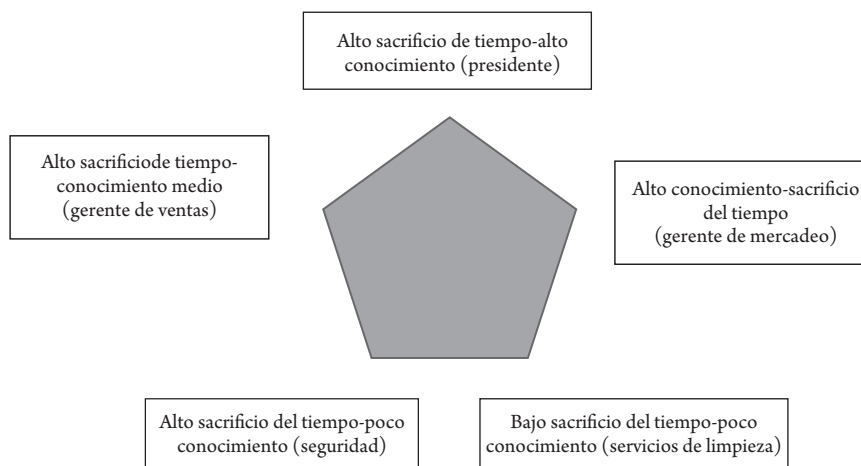 Alto sacrificio de tiempo-alto
conocimiento (presidente)
Alto sacrificiode tiempo-
conocimiento medio
(gerente de ventas)
Alto conocimiento-sacrificio
del tiempo
(gerente de mercadeo)
Alto sacrificio del tiempo-poco
conocimiento (seguridad)
Bajo sacrificio del tiempo-poco
conocimiento (servicios de limpieza)